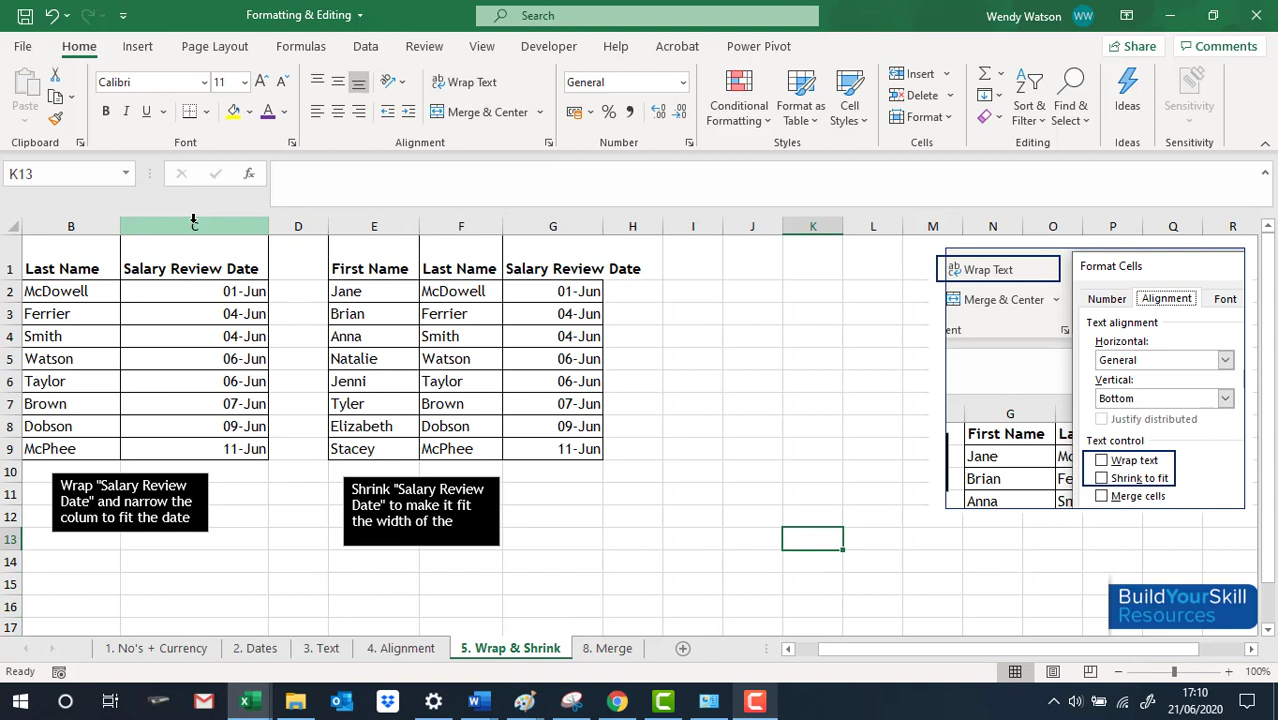 Formatting & Editing
Search
Wendy Watson WW
File Home Insert Page Layout Formulas Data Review View Developer Help Acrobat Power Pivot Share Comments
Paste
Calibri 11
B I U
A
Wrap Text
Merge & Center
General
%
Conditional Formatting
Format as Table
Cell Styles
Insert
Delete
Format
Sort & Filter
Find & Select
Ideas
Sensitivity
Clipboard Font Alignment Number Styles Cells Editing Ideas Sensitivity
K13 fx
B C D E F G H I J K L M N O P Q R
1 Last Name Salary Review Date First Name Last Name Salary Review Date
2 McDowell 01-Jun Jane McDowell 01-Jun
3 Ferrier 04-Jun Brian Ferrier 04-Jun
4 Smith 04-Jun Anna Smith 04-Jun
5 Watson 06-Jun Natalie Watson 06-Jun
6 Taylor 06-Jun Jenni Taylor 06-Jun
7 Brown 07-Jun Tyler Brown 07-Jun
8 Dobson 09-Jun Elizabeth Dobson 09-Jun
9 McPhee 11-Jun Stacey McPhee 11-Jun
10
11
12
13
14
15
16
17
Wrap "Salary Review
Date" and narrow the
colum to fit the date
Shrink "Salary Review
Date" to make it fit
the width of the
Wrap Text
Merge & Center
ent
G
First Name La
Jane Mc
Brian Fe
Anna Sm
Format Cells
Number Alignment Font
Text alignment
Horizontal:
General
Vertical:
Bottom
Justify distributed
Text control
Wrap text
Shrink to fit
Merge cells
BuildYourSkill
Resources
1. No's + Currency 2. Dates 3. Text 4. Alignment 5. Wrap & Shrink 8. Merge
Ready
100%
17:10
21/06/2020